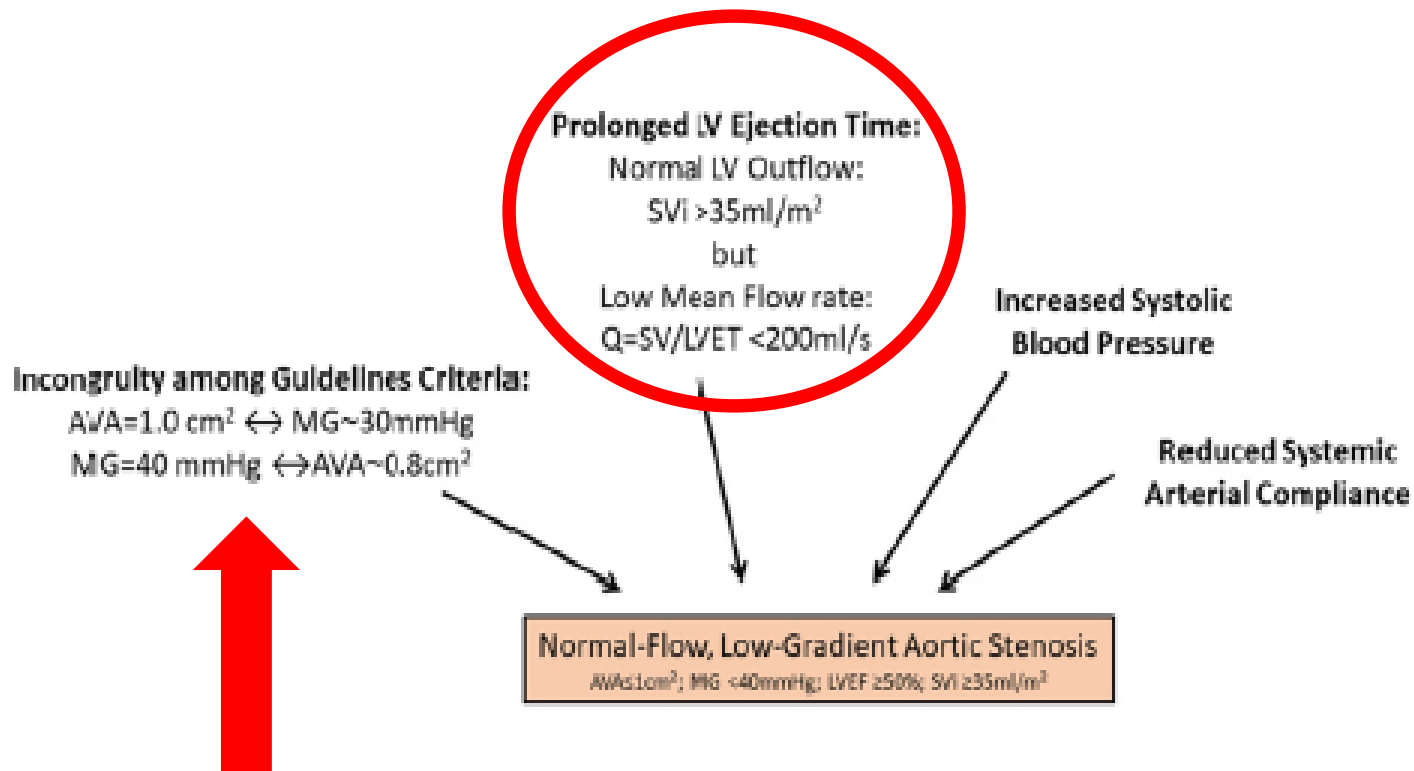 Prolonged LV Ejection Time:
Normal LV Outflow:
SVi >35ml/m²
but
Low Mean Flow rate:
Q=SV/LVET <200ml/s
Increased Systolic
Blood Pressure
Incongruity among Guidelines Criteria:
AVA=1.0 cm² ↔ MG~30mmHg
MG=40 mmHg ↔AVA~0.8cm²
Reduced Systemic
Arterial Compliance
Normal-Flow, Low-Gradient Aortic Stenosis
AVA≤1cm²; MG <40mmHg; LVEF ≥50%; SVi ≥35ml/m²